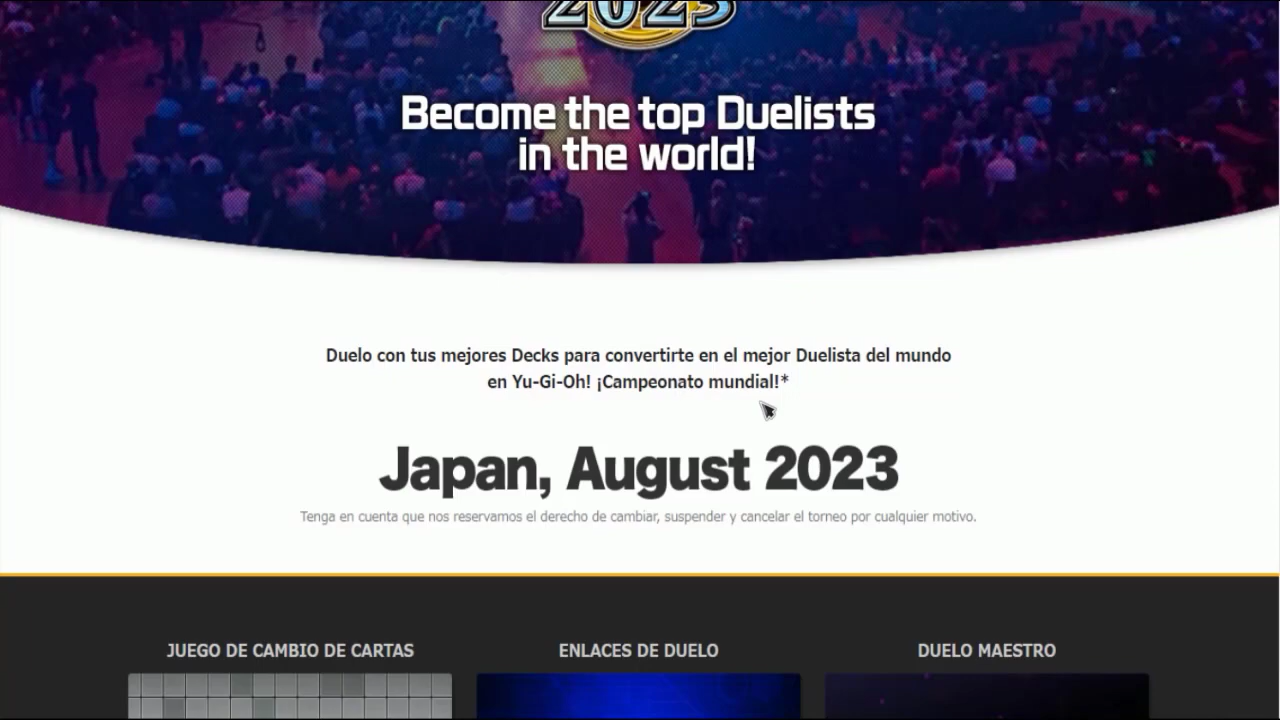 2023
Become the top Duelists
in the world!
Duelo con tus mejores Decks para convertirte en el mejor Duelista del mundo
en Yu-Gi-Oh! ¡Campeonato mundial!*
Japan, August 2023
Tenga en cuenta que nos reservamos el derecho de cambiar, suspender y cancelar el torneo por cualquier motivo.
JUEGO DE CAMBIO DE CARTAS
ENLACES DE DUELO
DUELO MAESTRO